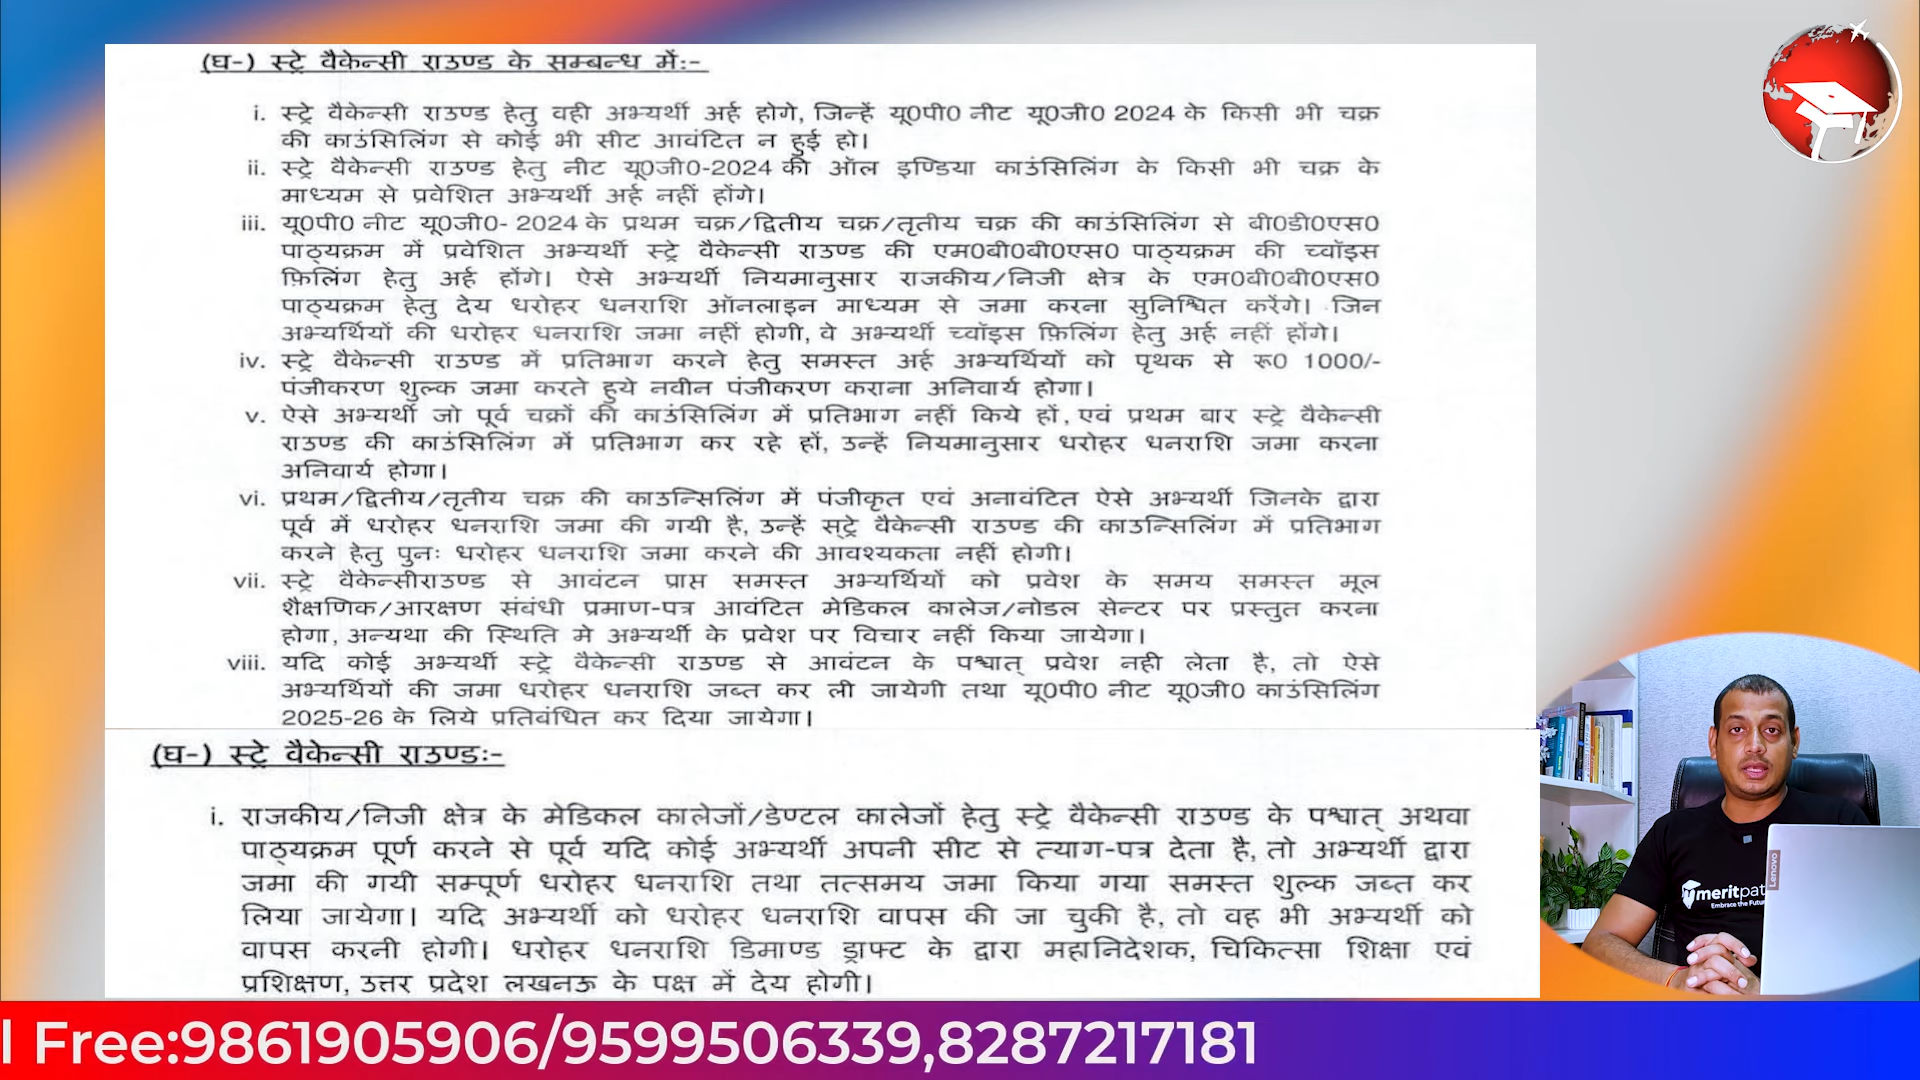 (घ-) स्ट्रे वैकेन्सी राउण्ड के सम्बन्ध में:-
i. स्ट्रे वैकेन्सी राउण्ड हेतु वही अभ्यर्थी अर्ह होगे, जिन्हें यू0पी0 नीट यू0जी0 2024 के किसी भी चक्र
की काउंसिलिंग से कोई भी सीट आवंटित न हुई हो।
ii. स्ट्रे वैकेन्सी राउण्ड हेतु नीट यू0जी0-2024 की ऑल इण्डिया काउंसिलिंग के किसी भी चक्र के
माध्यम से प्रवेशित अभ्यर्थी अर्ह नहीं होंगे।
iii. यू0पी0 नीट यू0जी0- 2024 के प्रथम चक्र/द्वितीय चक्र/तृतीय चक्र की काउंसिलिंग से बी0डी0एस0
पाठ्यक्रम में प्रवेशित अभ्यर्थी स्ट्रे वैकेन्सी राउण्ड की एम0बी0बी0एस0 पाठ्यक्रम की च्वॉइस
फ़िलिंग हेतु अर्ह होंगे। ऐसे अभ्यर्थी नियमानुसार राजकीय/निजी क्षेत्र के एम0बी0बी0एस0
पाठ्यक्रम हेतु देय धरोहर धनराशि ऑनलाइन माध्यम से जमा करना सुनिश्चित करेंगे। जिन
अभ्यर्थियों की धरोहर धनराशि जमा नहीं होगी, वे अभ्यर्थी च्वॉइस फ़िलिंग हेतु अर्ह नहीं होंगे।
iv. स्ट्रे वैकेन्सी राउण्ड में प्रतिभाग करने हेतु समस्त अर्ह अभ्यर्थियों को पृथक से रू0 1000/-
पंजीकरण शुल्क जमा करते हुये नवीन पंजीकरण कराना अनिवार्य होगा।
v. ऐसे अभ्यर्थी जो पूर्व चक्रों की काउंसिलिंग में प्रतिभाग नहीं किये हों, एवं प्रथम बार स्ट्रे वैकेन्सी
राउण्ड की काउंसिलिंग में प्रतिभाग कर रहे हों, उन्हें नियमानुसार धरोहर धनराशि जमा करना
अनिवार्य होगा।
vi. प्रथम/द्वितीय/तृतीय चक्र की काउन्सिलिंग में पंजीकृत एवं अनावंटित ऐसे अभ्यर्थी जिनके द्वारा
पूर्व में धरोहर धनराशि जमा की गयी है, उन्हें स्ट्रे वैकेन्सी राउण्ड की काउन्सिलिंग में प्रतिभाग
करने हेतु पुनः धरोहर धनराशि जमा करने की आवश्यकता नहीं होगी।
vii. स्ट्रे वैकेन्सीराउण्ड से आवंटन प्राप्त समस्त अभ्यर्थियों को प्रवेश के समय समस्त मूल
शैक्षणिक/आरक्षण संबंधी प्रमाण-पत्र आवंटित मेडिकल कालेज/नोडल सेन्टर पर प्रस्तुत करना
होगा, अन्यथा की स्थिति मे अभ्यर्थी के प्रवेश पर विचार नहीं किया जायेगा।
viii. यदि कोई अभ्यर्थी स्ट्रे वैकेन्सी राउण्ड से आवंटन के पश्चात् प्रवेश नही लेता है, तो ऐसे
अभ्यर्थियों की जमा धरोहर धनराशि जब्त कर ली जायेगी तथा यू0पी0 नीट यू0जी0 काउंसिलिंग
2025-26 के लिये प्रतिबंधित कर दिया जायेगा।
(घ-) स्ट्रे वैकेन्सी राउण्ड:-
i. राजकीय/निजी क्षेत्र के मेडिकल कालेजों/डेण्टल कालेजों हेतु स्ट्रे वैकेन्सी राउण्ड के पश्चात् अथवा
पाठ्यक्रम पूर्ण करने से पूर्व यदि कोई अभ्यर्थी अपनी सीट से त्याग-पत्र देता है, तो अभ्यर्थी द्वारा
जमा की गयी सम्पूर्ण धरोहर धनराशि तथा तत्समय जमा किया गया समस्त शुल्क जब्त कर
लिया जायेगा। यदि अभ्यर्थी को धरोहर धनराशि वापस की जा चुकी है, तो वह भी अभ्यर्थी को
वापस करनी होगी। धरोहर धनराशि डिमाण्ड ड्राफ्ट के द्वारा महानिदेशक, चिकित्सा शिक्षा एवं
प्रशिक्षण, उत्तर प्रदेश लखनऊ के पक्ष में देय होगी।
Lenovo
meritpat
Embrace the Futur
l Free:9861905906/9599506339,8287217181